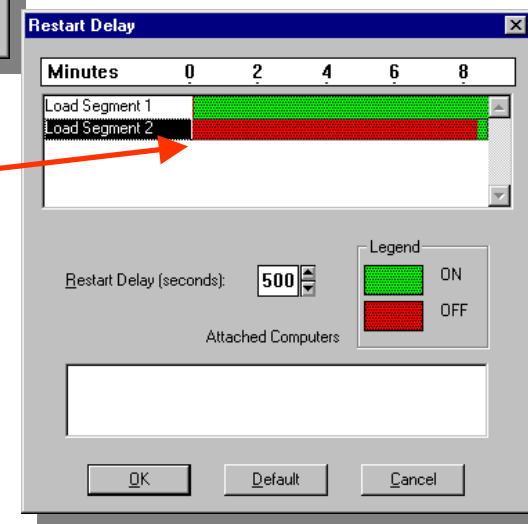 Restart Delay
Minutes 0 2 4 6 8
Load Segment 1
Load Segment 2
Legend
Restart Delay (seconds): 500
ON
OFF
Attached Computers
OK Default Cancel